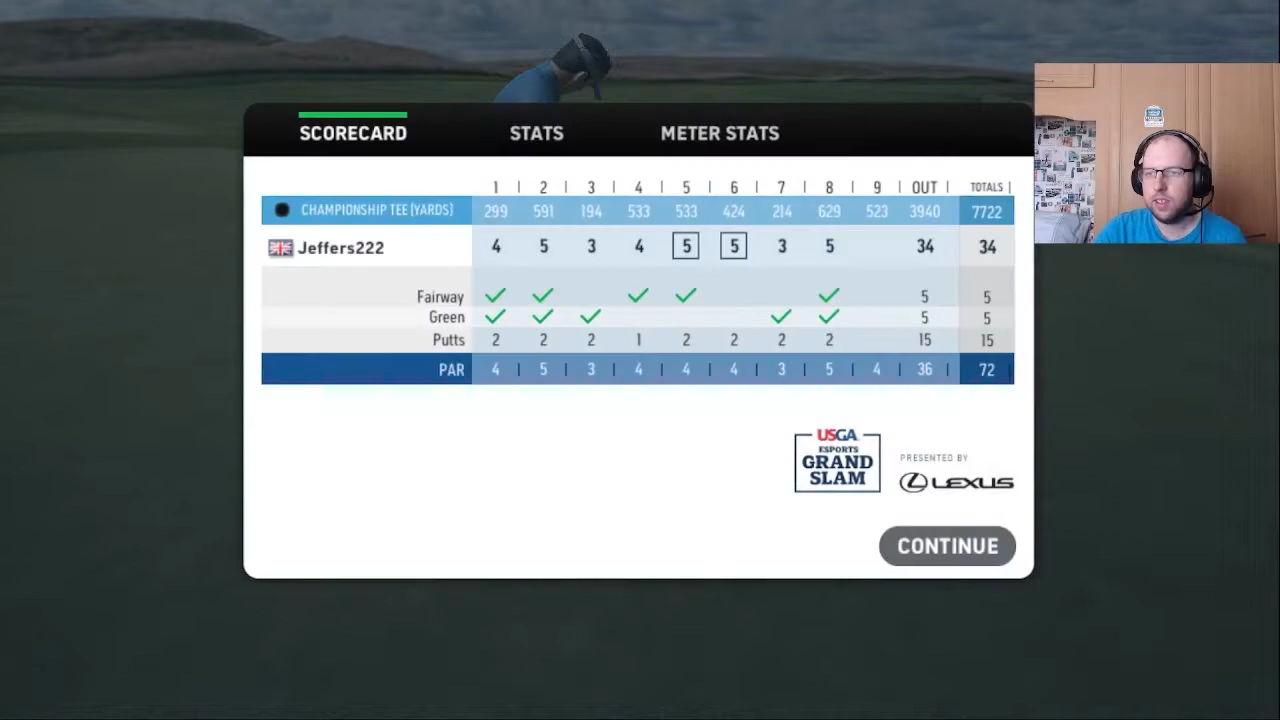 SCORECARD STATS METER STATS
1 | 2 | 3 | 4 | 5 | 6 | 7 | 8 | 9 | OUT | TOTALS |
CHAMPIONSHIP TEE (YARDS) 299 591 194 533 533 424 214 629 523 3940 7722
Jeffers222 4 5 3 4 5 5 3 5 34 34
Fairway 5 5
Green 5 5
Putts 2 2 2 1 2 2 2 2 15 15
PAR 4 | 5 | 3 | 4 | 4 | 4 | 3 | 5 | 4 | 36 | 72
USGA
ESPORTS
GRAND
SLAM
PRESENTED BY
LEXUS
CONTINUE